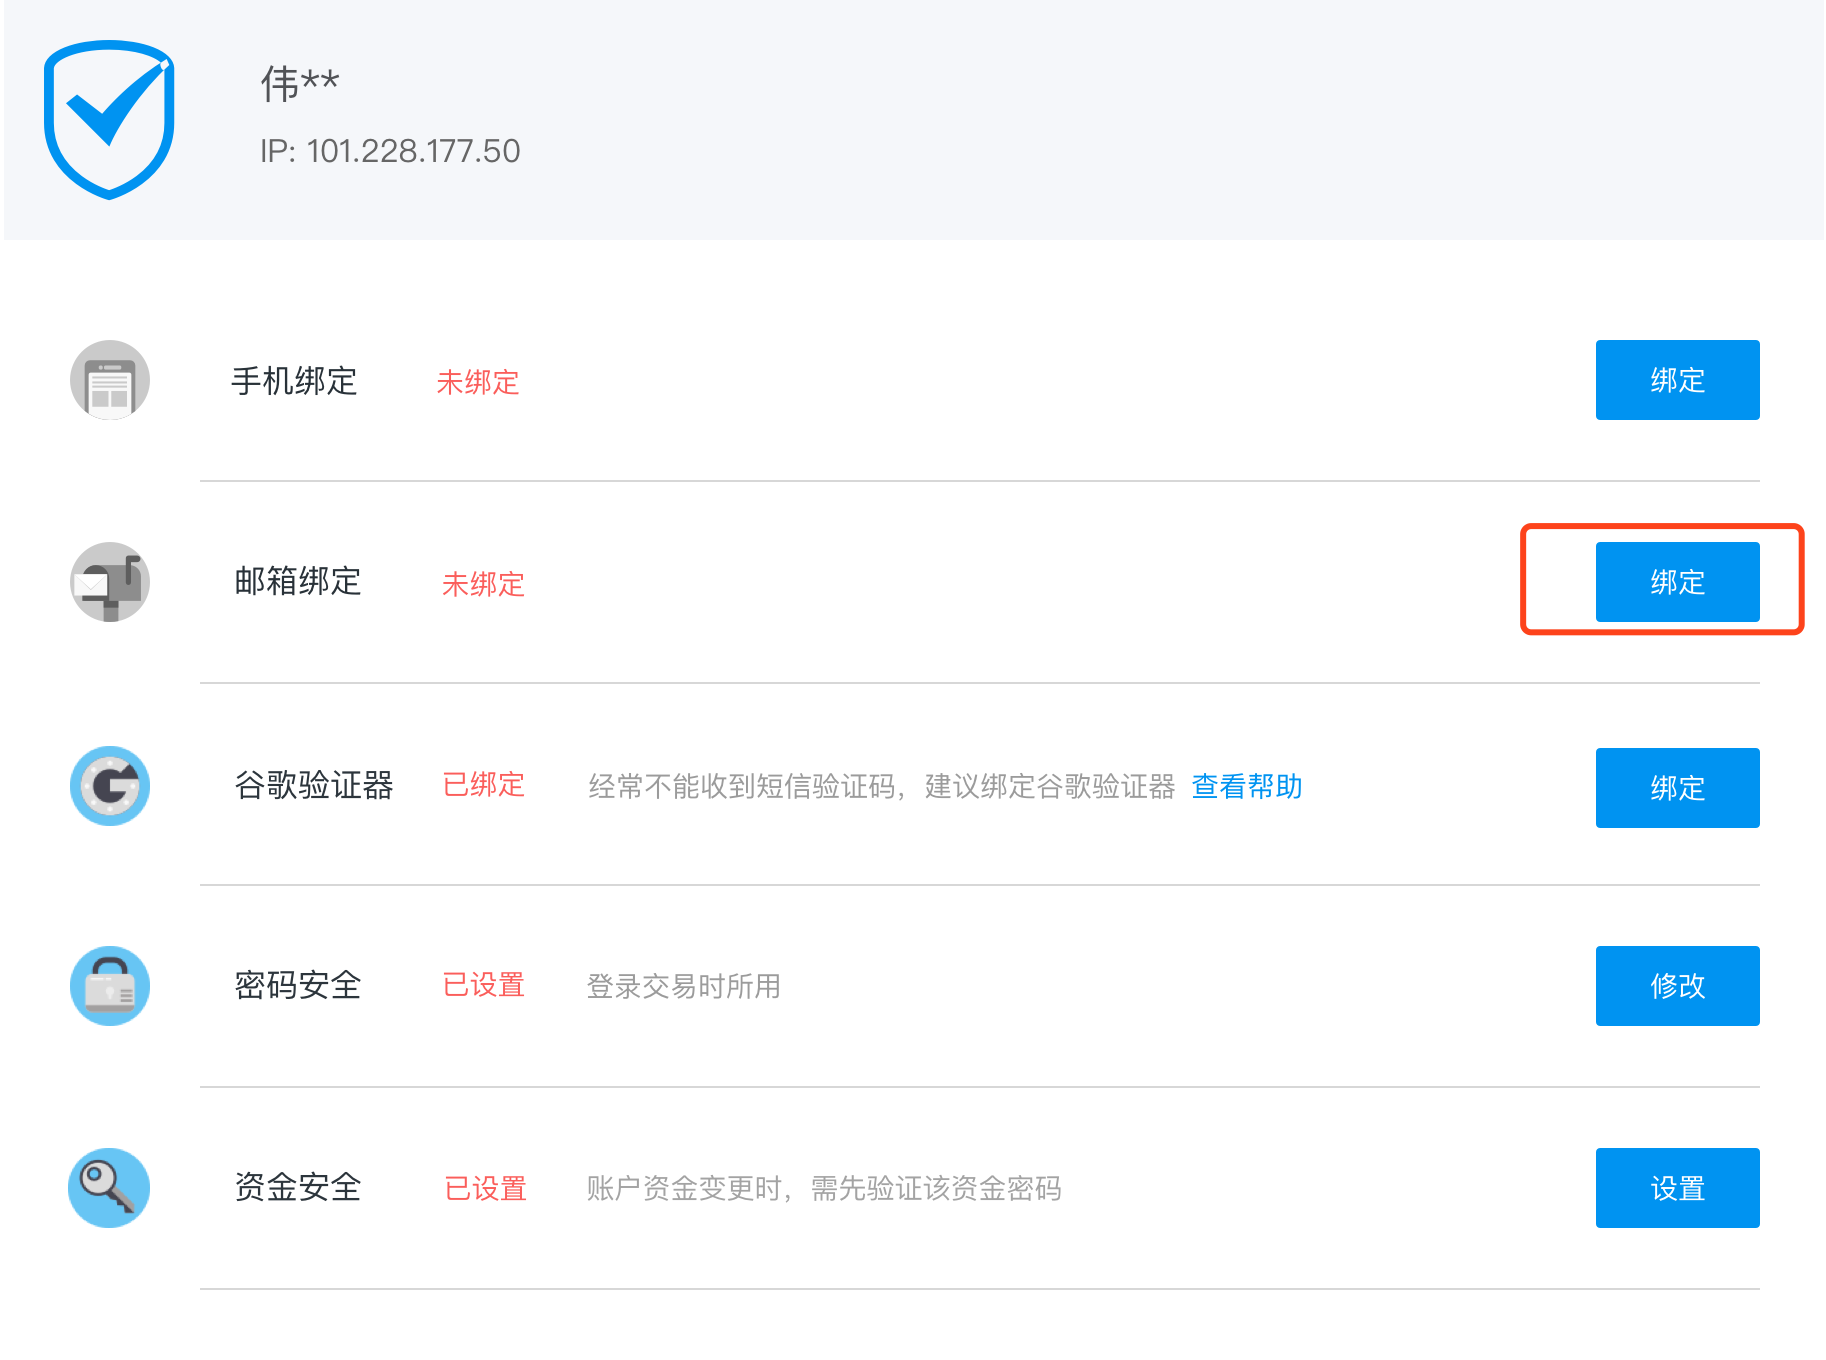 伟**
IP: 101.228.177.50
手机绑定 未绑定 绑定
邮箱绑定 未绑定 绑定
谷歌验证器 已绑定 经常不能收到短信验证码，建议绑定谷歌验证器 查看帮助 绑定
密码安全 已设置 登录交易时所用 修改
资金安全 已设置 账户资金变更时，需先验证该资金密码 设置